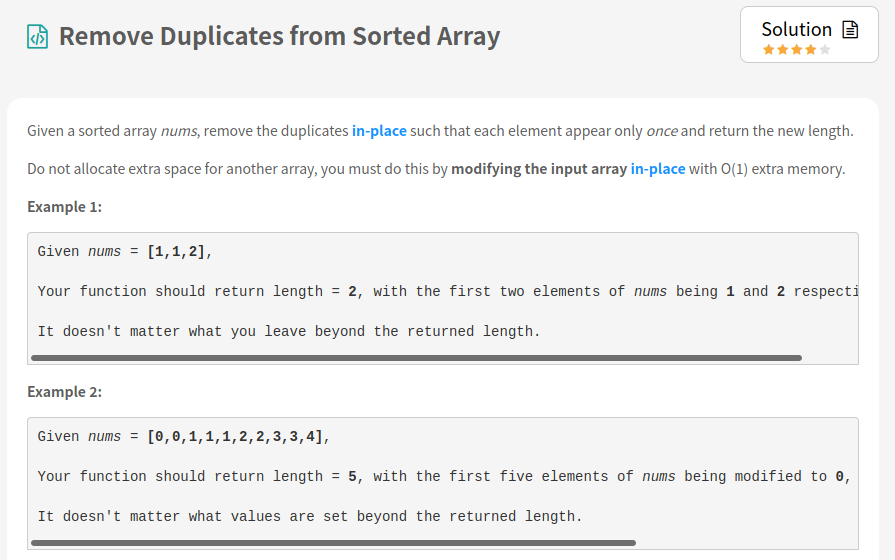 Remove Duplicates from Sorted Array
Solution
Given a sorted array nums, remove the duplicates in-place such that each element appear only once and return the new length.
Do not allocate extra space for another array, you must do this by modifying the input array in-place with O(1) extra memory.
Example 1:
Given nums = [1,1,2],
Your function should return length = 2, with the first two elements of nums being 1 and 2 respecti
It doesn't matter what you leave beyond the returned length.
Example 2:
Given nums = [0,0,1,1,1,2,2,3,3,4],
Your function should return length = 5, with the first five elements of nums being modified to 0,
It doesn't matter what values are set beyond the returned length.